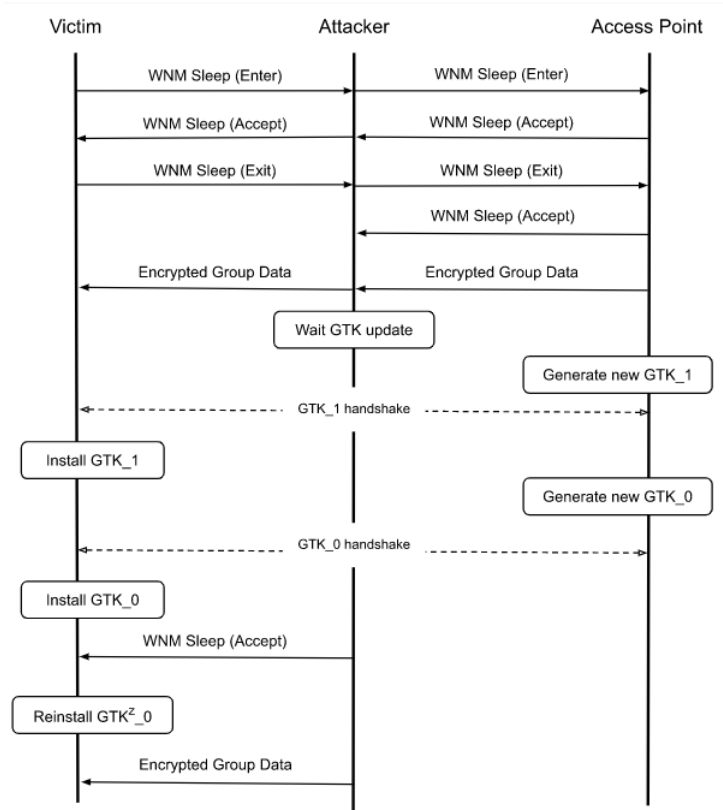 Victim Attacker Access Point
WNM Sleep (Enter) WNM Sleep (Enter)
WNM Sleep (Accept) WNM Sleep (Accept)
WNM Sleep (Exit) WNM Sleep (Exit)
WNM Sleep (Accept)
Encrypted Group Data Encrypted Group Data
Wait GTK update
Generate new GTK_1
GTK_1 handshake
Install GTK_1
Generate new GTK_0
GTK_0 handshake
Install GTK_0
WNM Sleep (Accept)
Reinstall GTKᶻ_0
Encrypted Group Data